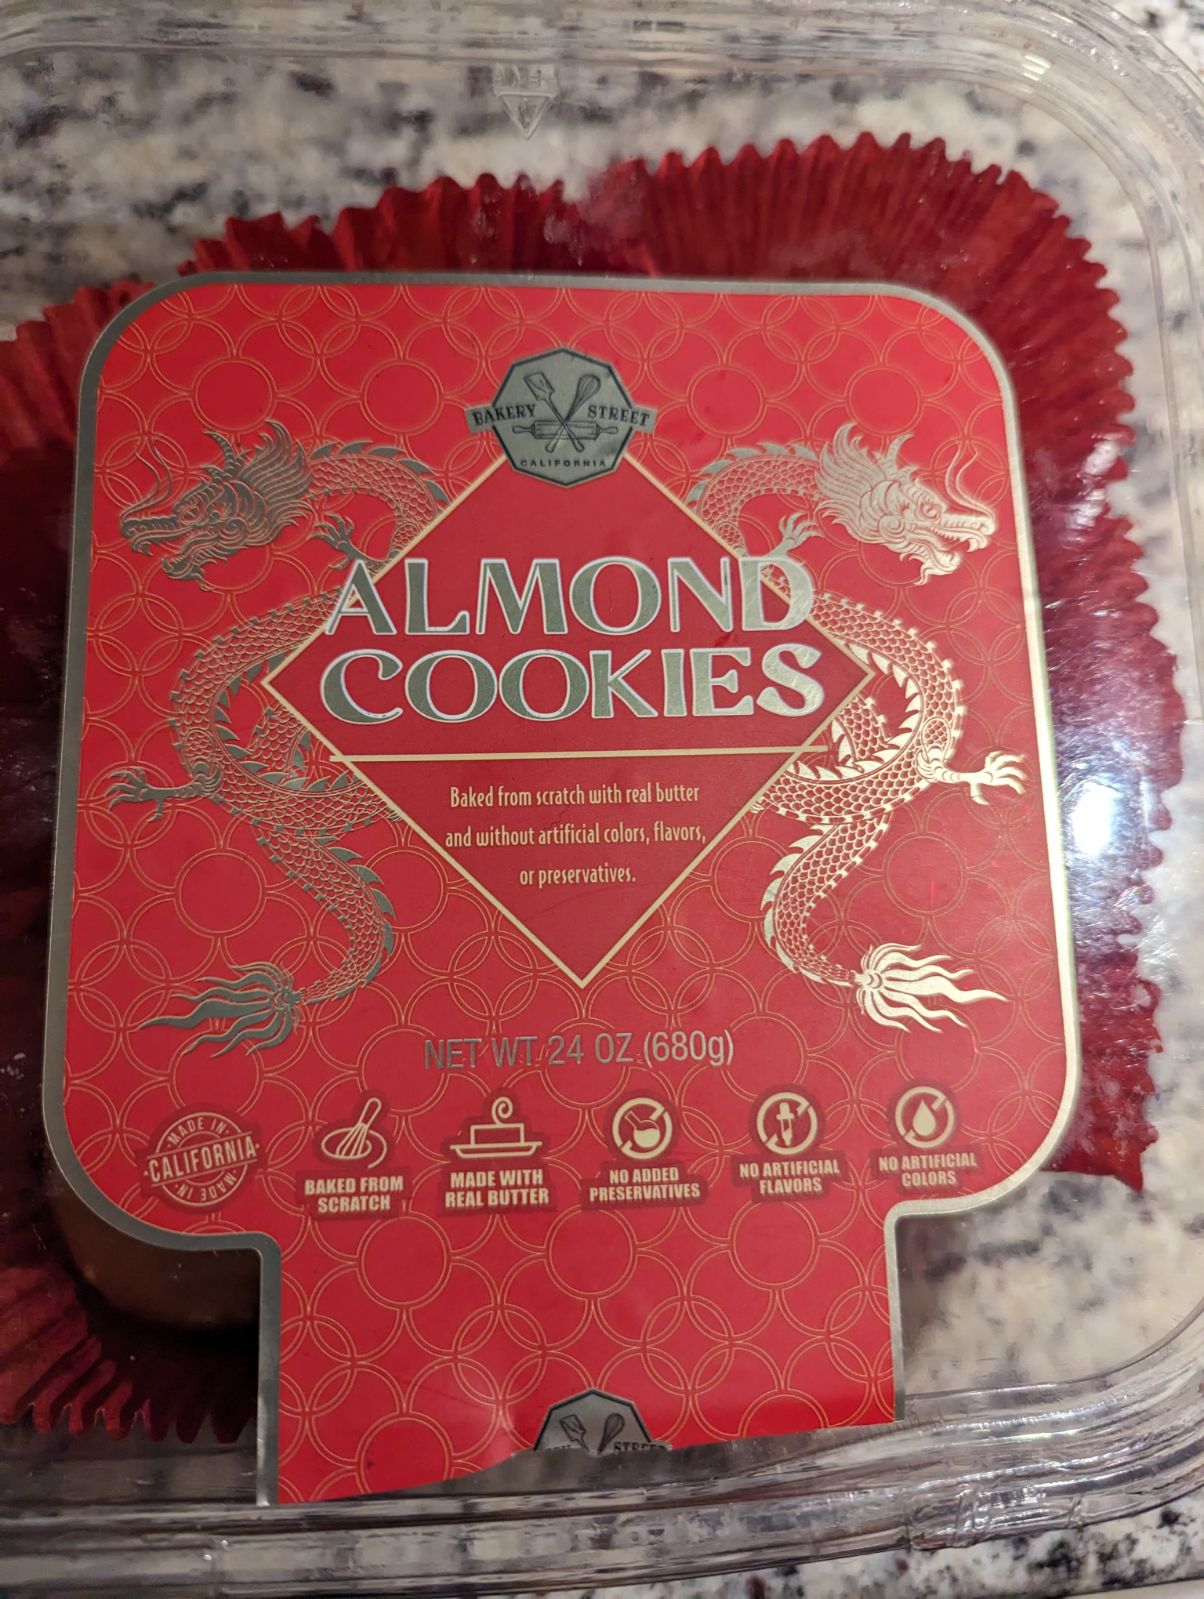 BAKERY STREET
CALIFORNIA
ALMOND
COOKIES
Baked from scratch with real butter
and without artificial colors, flavors,
or preservatives.
NET WT. 24 OZ (680g)
MADE IN
CALIFORNIA
MADE IN
BAKED FROM
SCRATCH
MADE WITH
REAL BUTTER
NO ADDED
PRESERVATIVES
NO ARTIFICIAL
FLAVORS
NO ARTIFICIAL
COLORS